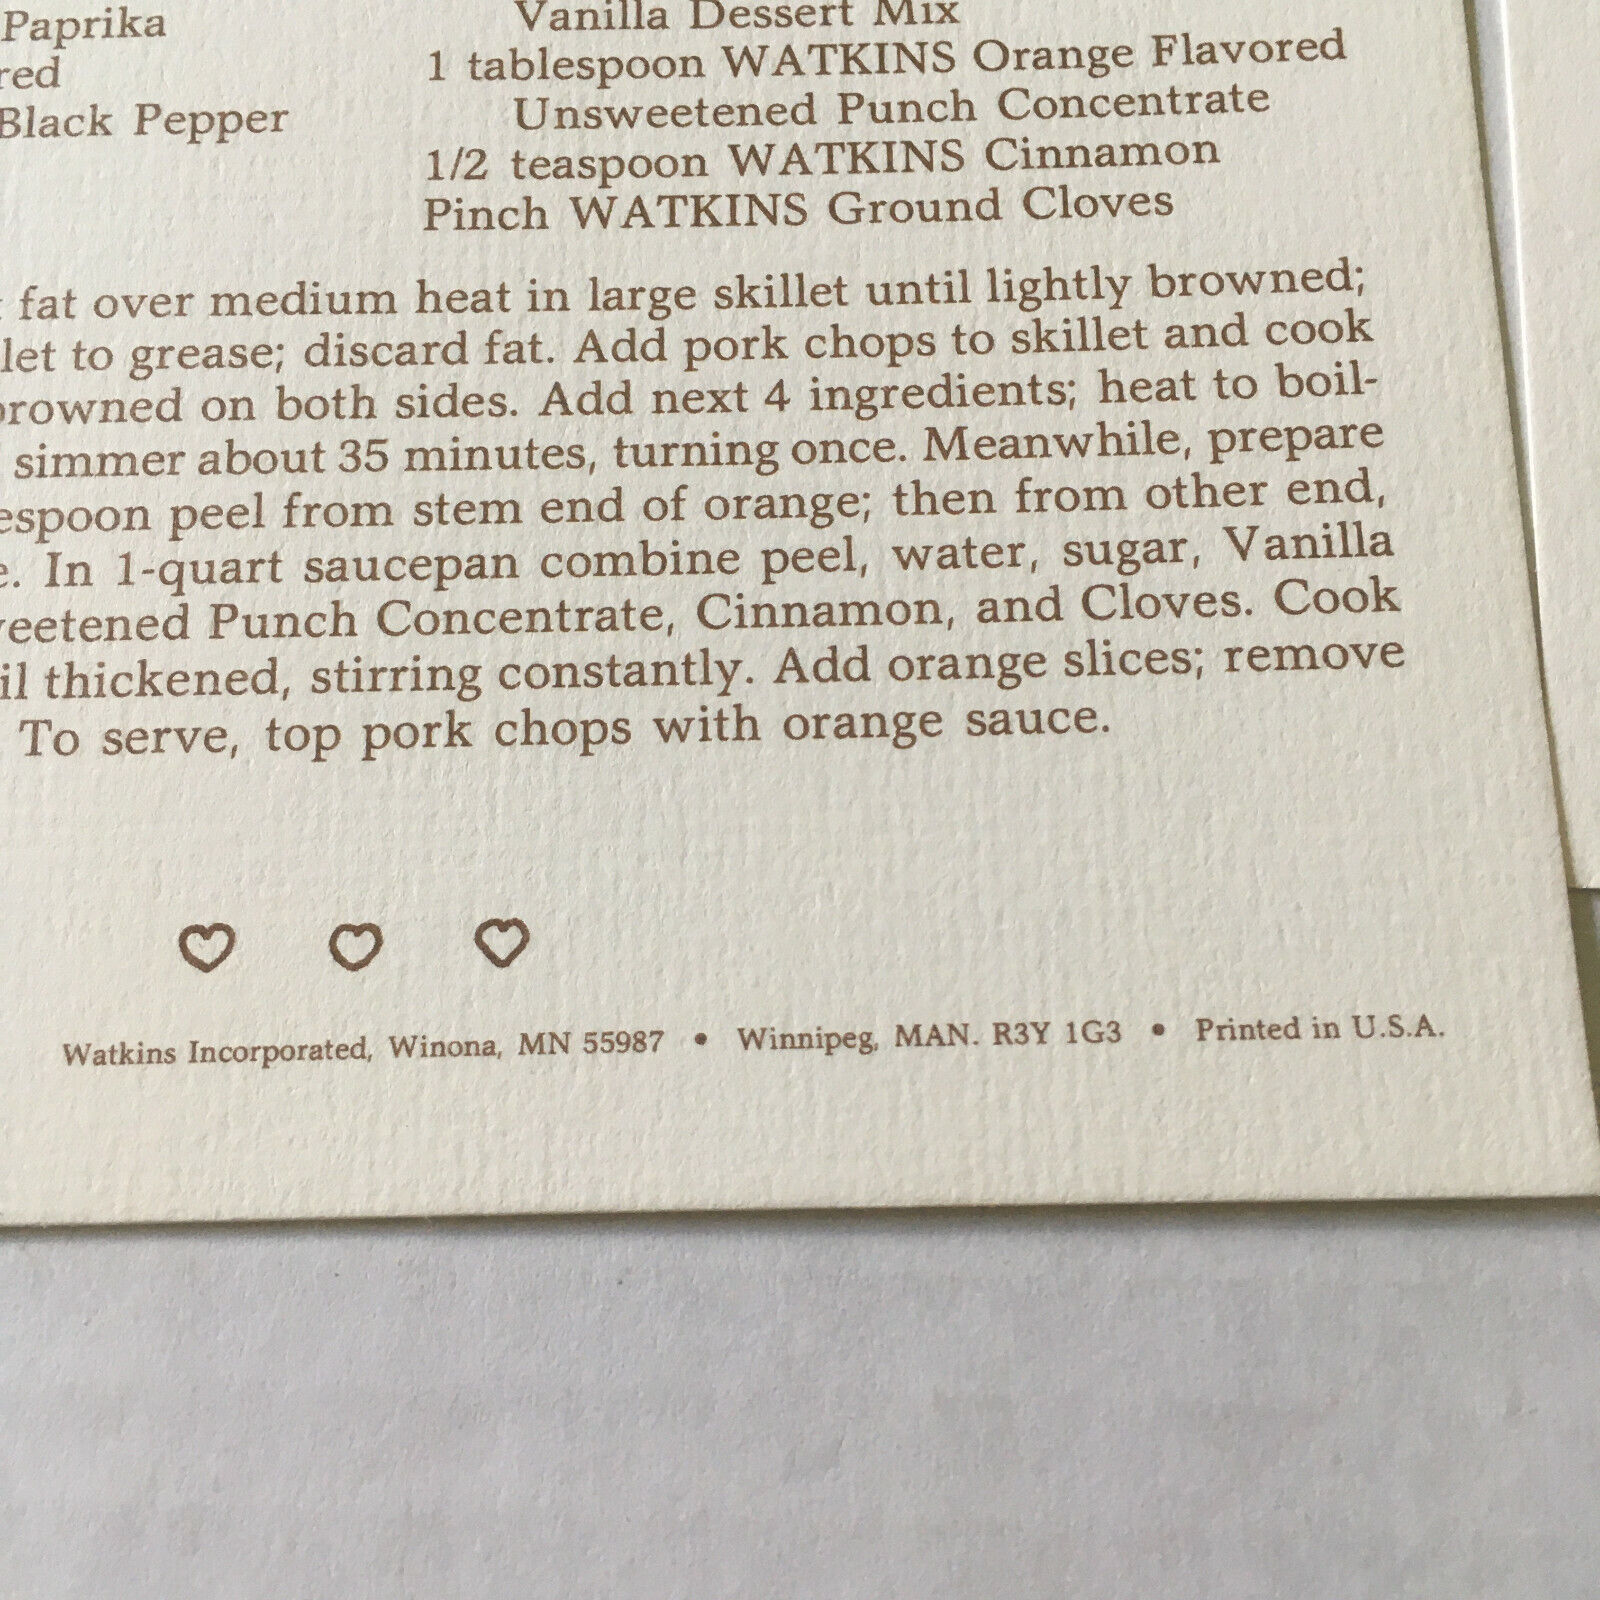 Paprika
red
Black Pepper
Vanilla Dessert Mix
1 tablespoon WATKINS Orange Flavored
Unsweetened Punch Concentrate
1/2 teaspoon WATKINS Cinnamon
Pinch WATKINS Ground Cloves
fat over medium heat in large skillet until lightly browned;
let to grease; discard fat. Add pork chops to skillet and cook
browned on both sides. Add next 4 ingredients; heat to boil-
simmer about 35 minutes, turning once. Meanwhile, prepare
espoon peel from stem end of orange; then from other end,
e. In 1-quart saucepan combine peel, water, sugar, Vanilla
weetened Punch Concentrate, Cinnamon, and Cloves. Cook
il thickened, stirring constantly. Add orange slices; remove
To serve, top pork chops with orange sauce.
Watkins Incorporated, Winona, MN 55987 • Winnipeg, MAN. R3Y 1G3 • Printed in U.S.A.